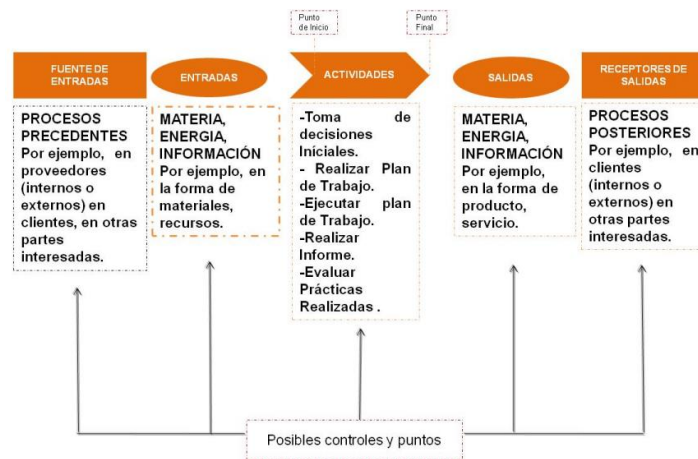 Punto
de Inicio
Punto
Final
FUENTE DE
ENTRADAS
ENTRADAS
ACTIVIDADES
SALIDAS
RECEPTORES DE
SALIDAS
PROCESOS
PRECEDENTES
Por ejemplo, en
proveedores
(internos o
externos) en
clientes, en otras
partes
interesadas.
MATERIA,
ENERGIA,
INFORMACIÓN
Por ejemplo, en
la forma de
materiales,
recursos.
-Toma de
decisiones
Iníciales.
- Realizar Plan
de Trabajo.
-Ejecutar plan
de Trabajo.
-Realizar
Informe.
-Evaluar
Prácticas
Realizadas .
MATERIA,
ENERGIA,
INFORMACIÓN
Por ejemplo,
en la forma de
producto,
servicio.
PROCESOS
POSTERIORES
Por ejemplo, en
clientes
(internos o
externos) en
otras partes
interesadas.
Posibles controles y puntos